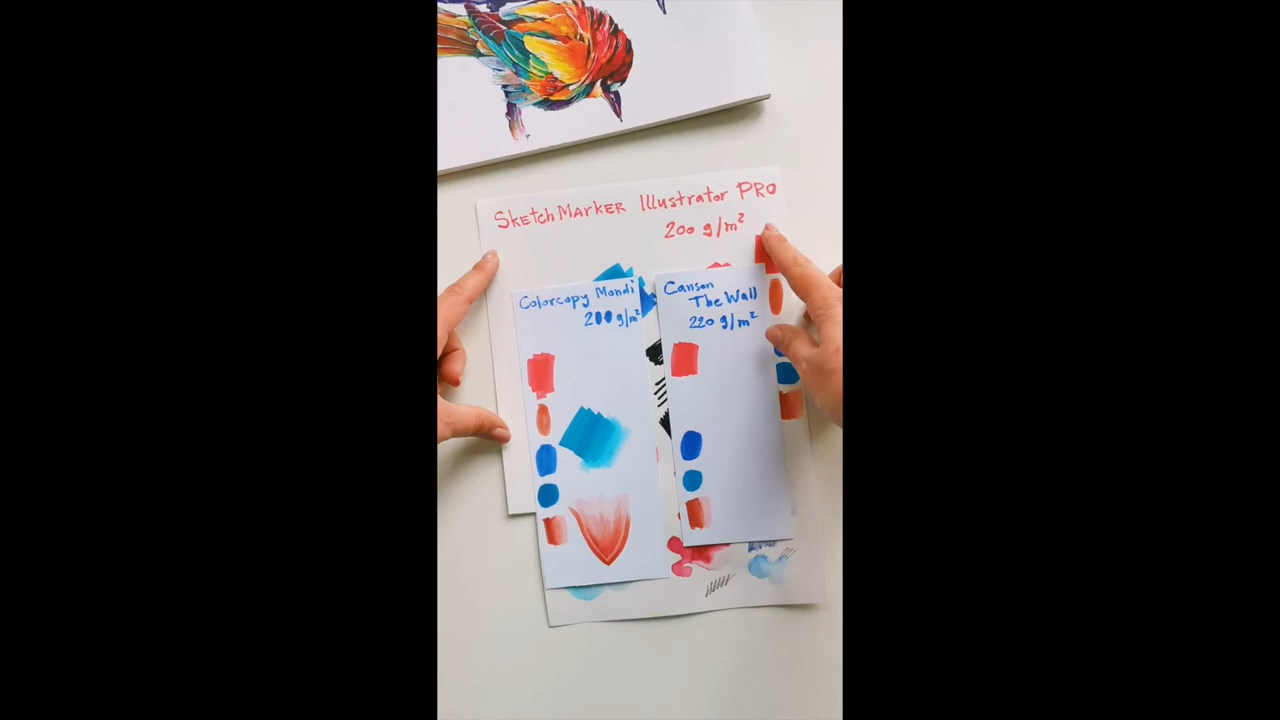 SketchMarker Illustrator PRO
200 g/m²
Colorcopy Mondi
200 g/m²
Canson
The Wall
220 g/m²